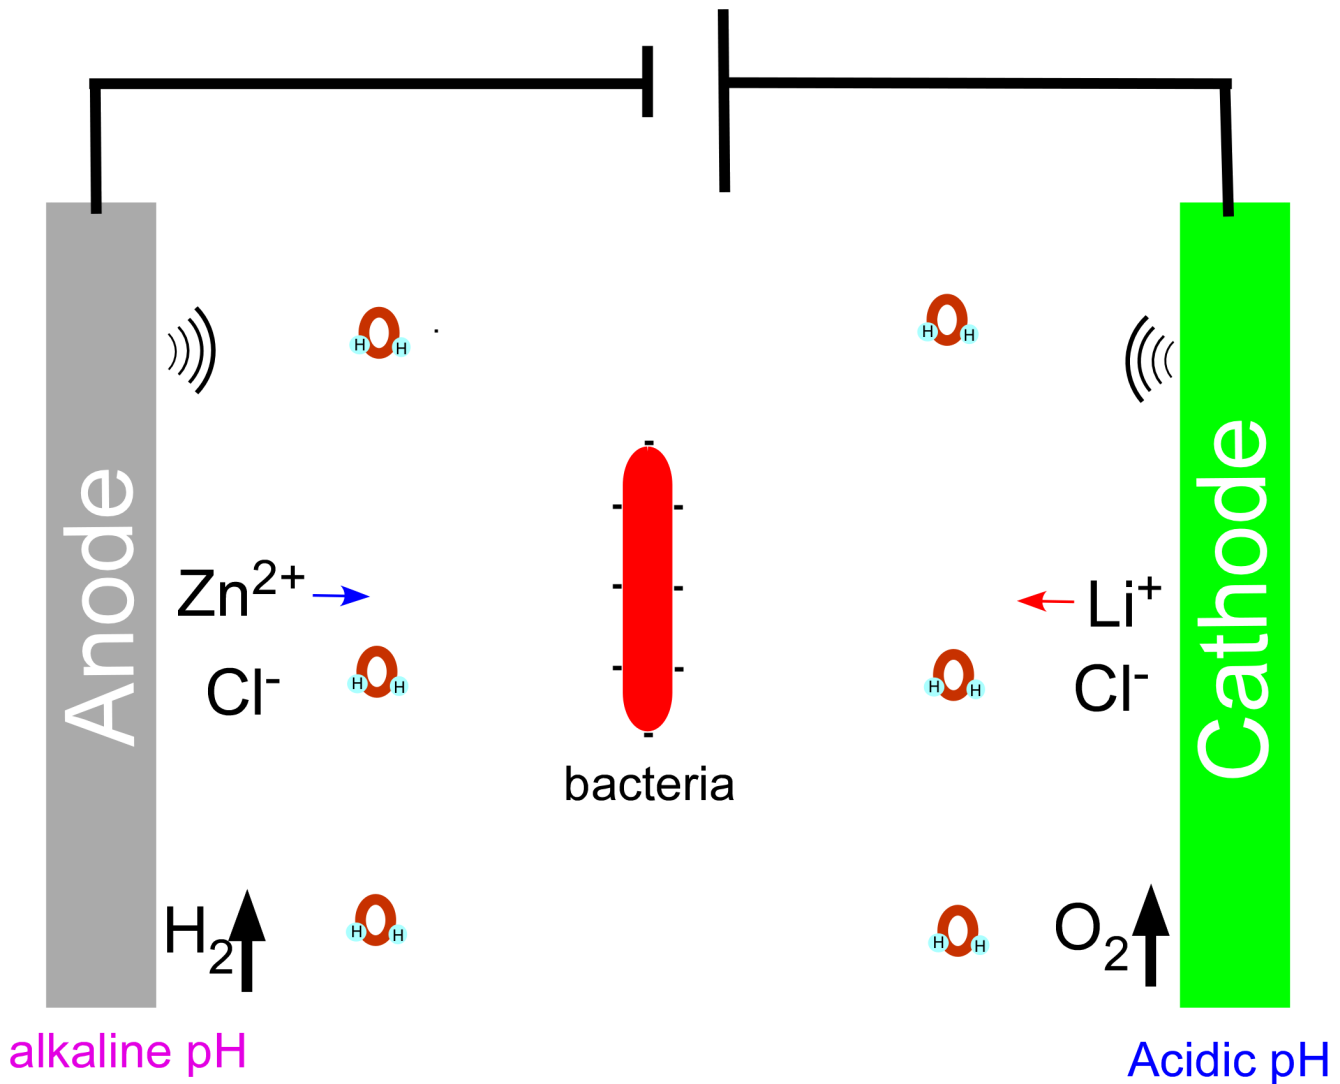 H H
H H
Anode
Cathode
Zn²⁺
Li⁺
Cl⁻
H H
Cl⁻
H H
bacteria
H₂
H H
O₂
H H
alkaline pH
Acidic pH